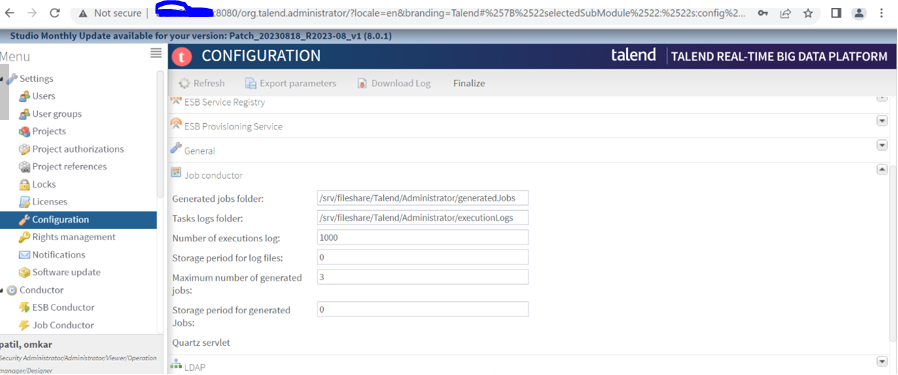 Not secure
:8080/org.talend.administrator/?locale=en&branding=Talend#%257B%2522selectedSubModule%2522:%2522s:config%2...
Studio Monthly Update available for your version: Patch_20230818_R2023-08_v1 (8.0.1)
Menu
t CONFIGURATION
talend TALEND REAL-TIME BIG DATA PLATFORM
Settings
Users
User groups
Projects
Project authorizations
Project references
Locks
Licenses
Configuration
Rights management
Notifications
Software update
Conductor
ESB Conductor
Job Conductor
patil, omkar
Security Administrator/Administrator/Viewer/Operation
manager/Designer
Refresh Export parameters Download Log Finalize
ESB Service Registry
ESB Provisioning Service
General
Job conductor
Generated jobs folder: /srv/fileshare/Talend/Administrator/generatedJobs
Tasks logs folder: /srv/fileshare/Talend/Administrator/executionLogs
Number of executions log: 1000
Storage period for log files: 0
Maximum number of generated 3
jobs:
Storage period for generated 0
Jobs:
Quartz servlet
LDAP